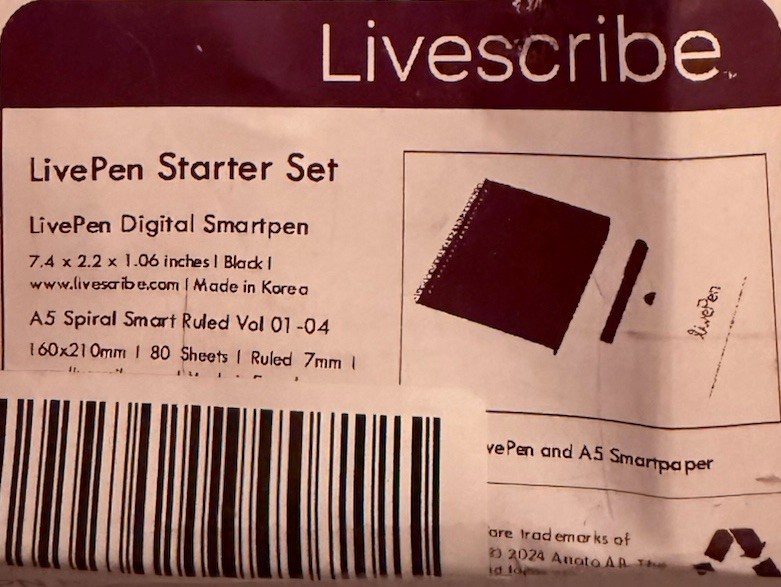 Livescribe
LivePen Starter Set
LivePen Digital Smartpen
7.4 x 2.2 x 1.06 inches | Black |
www.livescribe.com | Made in Korea
A5 Spiral Smart Ruled Vol 01-04
160x210mm | 80 Sheets | Ruled 7mm |
livePen
vePen and A5 Smartpaper
are trademarks of
© 2024 Anoto AB. The